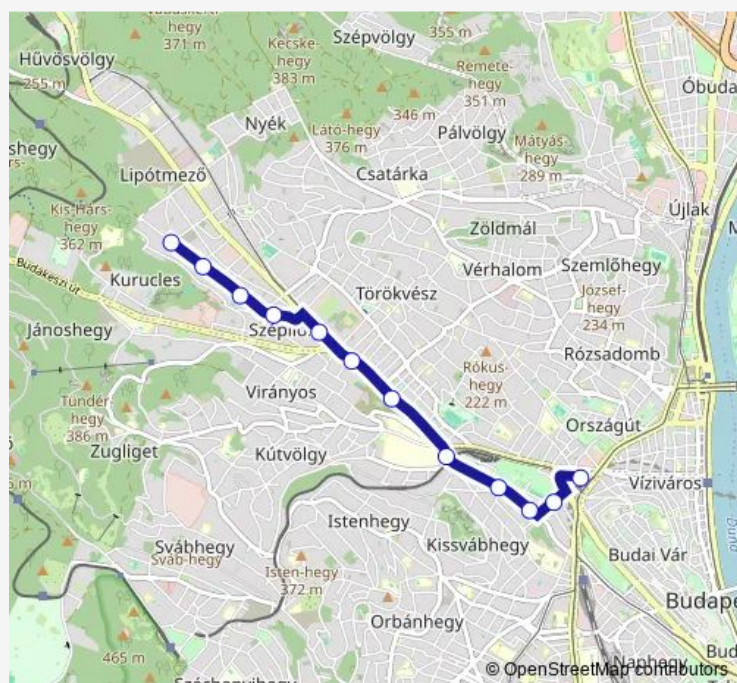 371 m
Hűvösvölgy
255 m
Kecske-
hegy
383 m
Szépvölgy
355 m
Remete-
hegy
351 m
Óbuda
Nyék
Látó-hegy
376 m
346 m
Pálvölgy
Mátyás-
hegy
289 m
Lipótmező
Csatárka
Újlak
Kis-Hárs-
hegy
362 m
Zöldmál
Budakeszi út
Kurucles
Vérhalom
Szemlőhegy
Törökvész
József-
hegy
234 m
Jánoshegy
Rózsadomb
Virányos
Rókus-
hegy
222 m
Tündér-
hegy
386 m
Országút
Zugliget
Kútvölgy
Víziváros
Duna
Istenhegy
Kissvábhegy
Svábhegy
Sváb-hegy
Budai Vár
Isten-hegy
372 m
Orbánhegy
465 m
Naphegy
© OpenStreetMap contributors